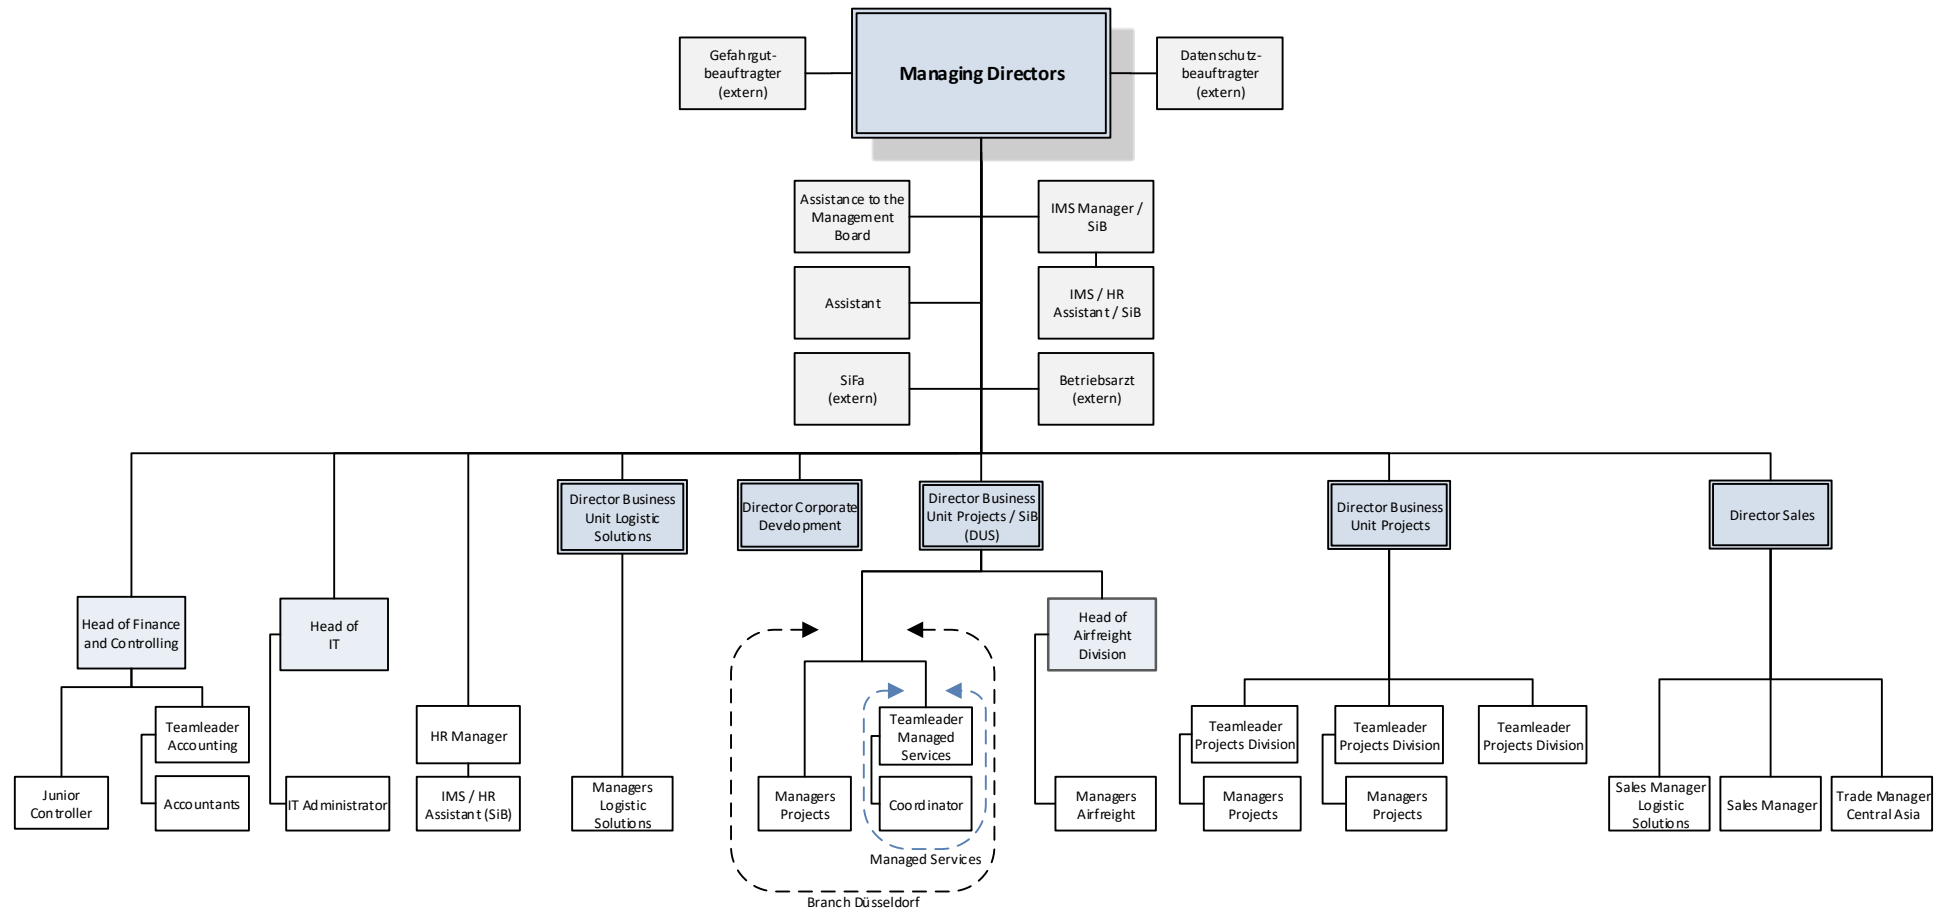 Gefahrgut-
beauftragter
(extern)
Managing Directors
Datenschutz-
beauftragter
(extern)
Assistance to the
Management
Board
IMS Manager /
SiB
Assistant
IMS / HR
Assistant / SiB
SiFa
(extern)
Betriebsarzt
(extern)
Director Business
Unit Logistic
Solutions
Director Corporate
Development
Director Business
Unit Projects / SiB
(DUS)
Director Business
Unit Projects
Director Sales
Head of Finance
and Controlling
Head of
IT
Head of
Airfreight
Division
Teamleader
Accounting
HR Manager
Teamleader
Managed
Services
Teamleader
Projects Division
Teamleader
Projects Division
Teamleader
Projects Division
Junior
Controller
Accountants
IT Administrator
IMS / HR
Assistant (SiB)
Managers
Logistic
Solutions
Managers
Projects
Coordinator
Managers
Airfreight
Managers
Projects
Managers
Projects
Sales Manager
Logistic
Solutions
Sales Manager
Trade Manager
Central Asia
Managed Services
Branch Düsseldorf